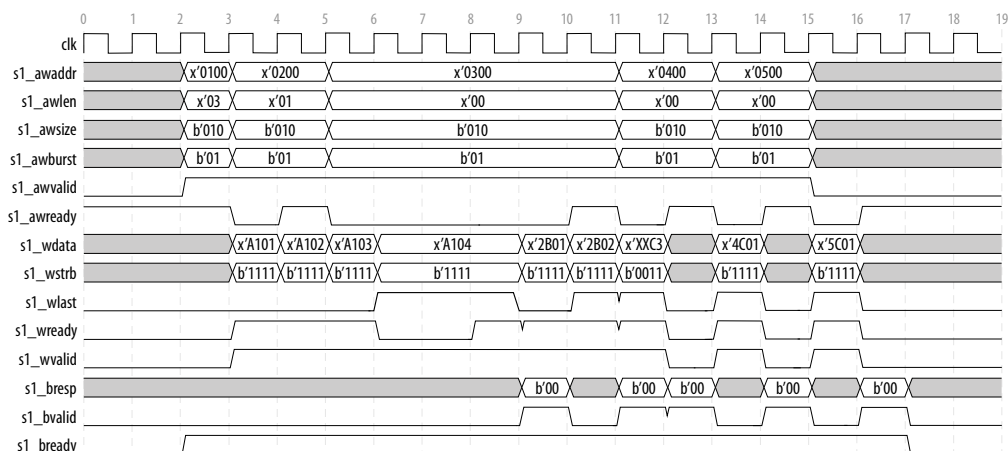 0 1 2 3 4 5 6 7 8 9 10 11 12 13 14 15 16 17 18 19
clk
s1_awaddr x’0100 x’0200 x’0300 x’0400 x’0500
s1_awlen x’03 x’01 x’00 x’00 x’00
s1_awsize b’010 b’010 b’010 b’010 b’010
s1_awburst b’01 b’01 b’01 b’01 b’01
s1_awvalid
s1_awready
s1_wdata x’A101 x’A102 x’A103 x’A104 x’2B01 x’2B02 x’XXC3 x’4C01 x’5C01
s1_wstrb b’1111 b’1111 b’1111 b’1111 b’1111 b’1111 b’0011 b’1111 b’1111
s1_wlast
s1_wready
s1_wvalid
s1_bresp b’00 b’00 b’00 b’00 b’00
s1_bvalid
s1_bready